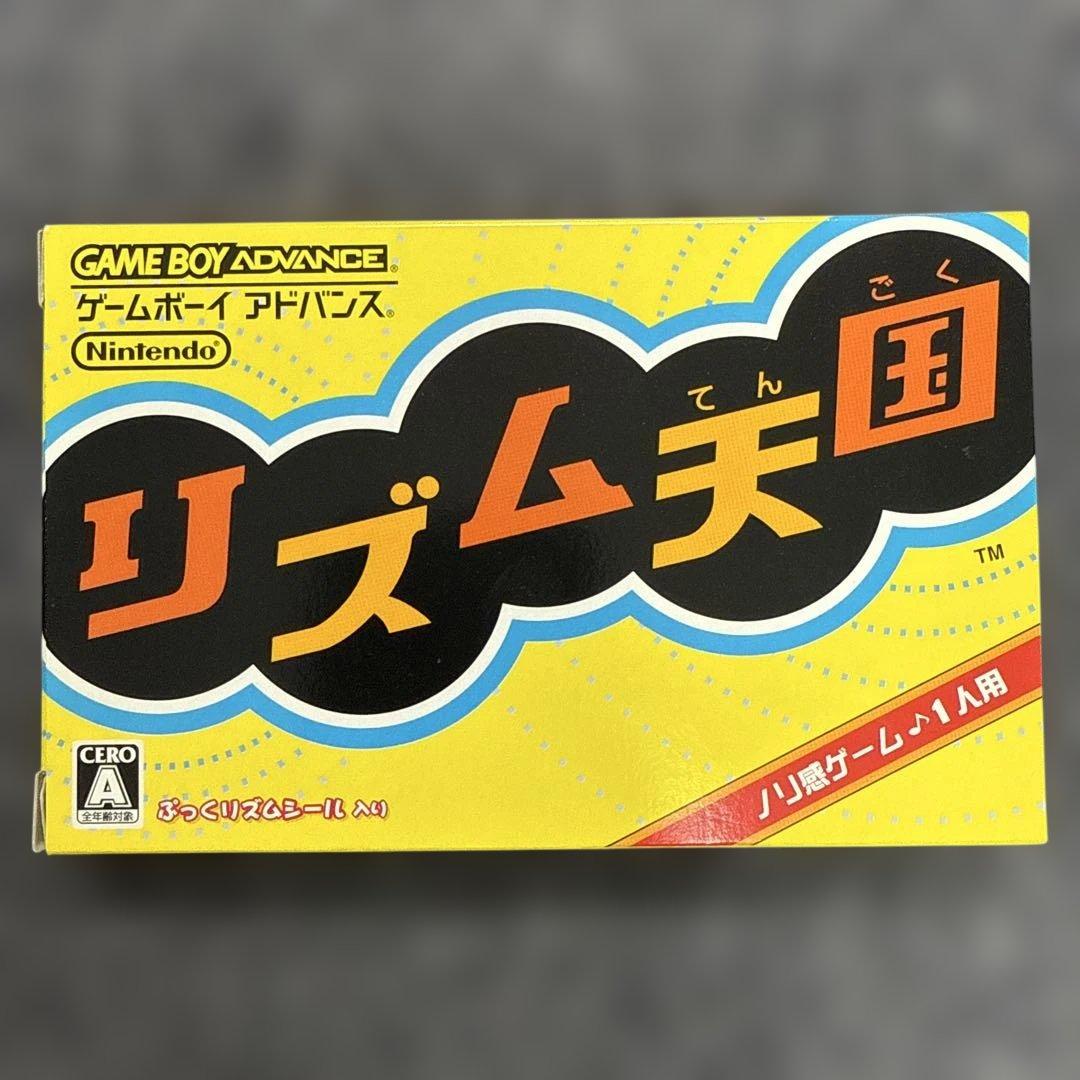 GAME BOY ADVANCE®
ゲームボーイ アドバンス®
Nintendo®
てん ごく
リズム天国
TM
ノリ感ゲーム♪1人用
CERO
A
全年齢対象
ぷっくリズムシール 入り